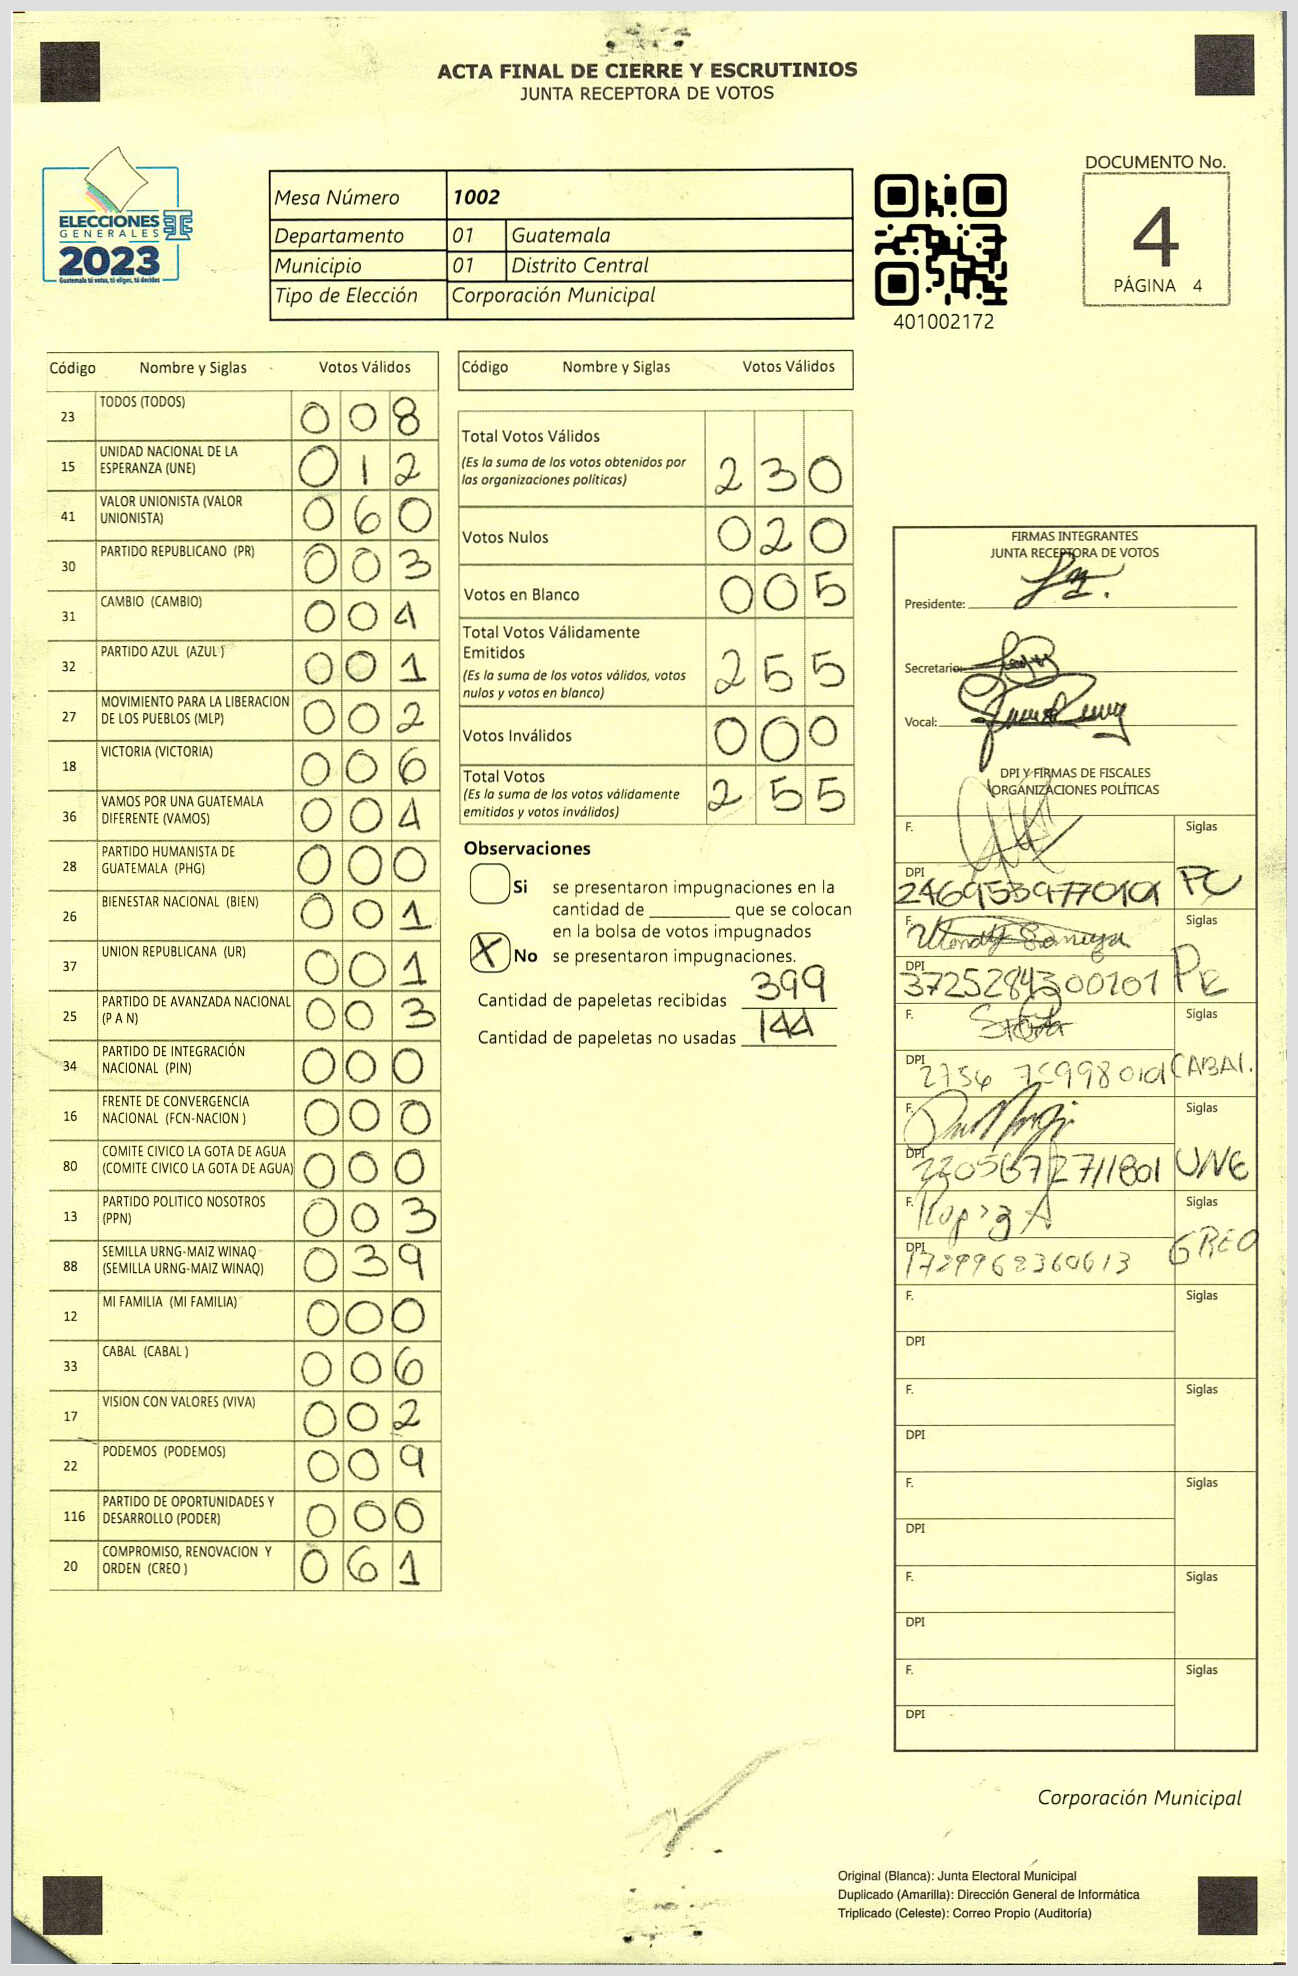 ACTA FINAL DE CIERRE Y ESCRUTINIOS
JUNTA RECEPTORA DE VOTOS
ELECCIONES
GENERALES
2023
Guatemala tú votas, tú eliges, tú decides
Mesa Número 1002
Departamento 01 Guatemala
Municipio 01 Distrito Central
Tipo de Elección Corporación Municipal
401002172
DOCUMENTO No.
4
PÁGINA 4
Código Nombre y Siglas Votos Válidos
23 TODOS (TODOS) 0 0 8
15 UNIDAD NACIONAL DE LA ESPERANZA (UNE) 0 1 2
41 VALOR UNIONISTA (VALOR UNIONISTA) 0 6 0
30 PARTIDO REPUBLICANO (PR) 0 0 3
31 CAMBIO (CAMBIO) 0 0 4
32 PARTIDO AZUL (AZUL ) 0 0 1
27 MOVIMIENTO PARA LA LIBERACION DE LOS PUEBLOS (MLP) 0 0 2
18 VICTORIA (VICTORIA) 0 0 6
36 VAMOS POR UNA GUATEMALA DIFERENTE (VAMOS) 0 0 4
28 PARTIDO HUMANISTA DE GUATEMALA (PHG) 0 0 0
26 BIENESTAR NACIONAL (BIEN) 0 0 1
37 UNION REPUBLICANA (UR) 0 0 1
25 PARTIDO DE AVANZADA NACIONAL (P A N) 0 0 3
34 PARTIDO DE INTEGRACIÓN NACIONAL (PIN) 0 0 0
16 FRENTE DE CONVERGENCIA NACIONAL (FCN-NACION ) 0 0 0
80 COMITE CIVICO LA GOTA DE AGUA (COMITE CIVICO LA GOTA DE AGUA) 0 0 0
13 PARTIDO POLITICO NOSOTROS (PPN) 0 0 3
88 SEMILLA URNG-MAIZ WINAQ (SEMILLA URNG-MAIZ WINAQ) 0 3 9
12 MI FAMILIA (MI FAMILIA) 0 0 0
33 CABAL (CABAL ) 0 0 6
17 VISION CON VALORES (VIVA) 0 0 2
22 PODEMOS (PODEMOS) 0 0 9
116 PARTIDO DE OPORTUNIDADES Y DESARROLLO (PODER) 0 0 0
20 COMPROMISO, RENOVACION Y ORDEN (CREO ) 0 6 1
Código Nombre y Siglas Votos Válidos
Total Votos Válidos 2 3 0
(Es la suma de los votos obtenidos por
las organizaciones políticas)
Votos Nulos 0 2 0
Votos en Blanco 0 0 5
Total Votos Válidamente
Emitidos 2 5 5
(Es la suma de los votos válidos, votos
nulos y votos en blanco)
Votos Inválidos 0 0 0
Total Votos 2 5 5
(Es la suma de los votos válidamente
emitidos y votos inválidos)
Observaciones
Si se presentaron impugnaciones en la
cantidad de ________ que se colocan
en la bolsa de votos impugnados
X No se presentaron impugnaciones.
Cantidad de papeletas recibidas 399
Cantidad de papeletas no usadas 144
FIRMAS INTEGRANTES
JUNTA RECEPTORA DE VOTOS
Presidente:
Secretario:
Vocal:
DPI Y FIRMAS DE FISCALES
ORGANIZACIONES POLÍTICAS
F. Siglas
DPI PC
F. Siglas
DPI PR
F. Siglas
DPI CABAL
F. Siglas
DPI UNE
F. Siglas
DPI CREO
F. Siglas
DPI
F. Siglas
DPI
F. Siglas
DPI
F. Siglas
DPI
F. Siglas
DPI
Corporación Municipal
Original (Blanca): Junta Electoral Municipal
Duplicado (Amarilla): Dirección General de Informática
Triplicado (Celeste): Correo Propio (Auditoría)